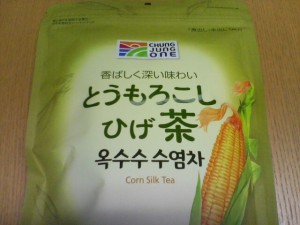 CHUNG
JUNG
ONE
香ばしく深い味わい
とうもろこし
ひげ茶
옥수수 수염차
Corn Silk Tea